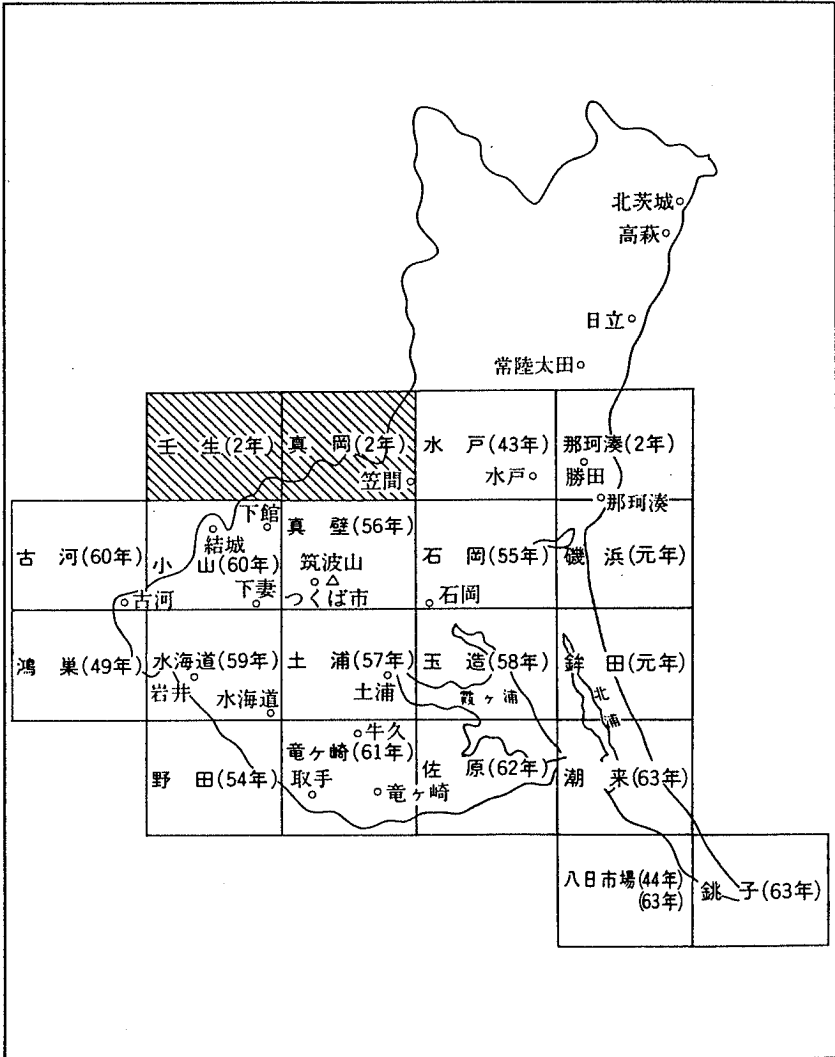 北茨城
高萩
日立
常陸太田
壬 生(2年)
真 岡(2年)
水 戸(43年)
那珂湊(2年)
笠間
水戸
勝田
那珂湊
下館
真 壁(56年)
結城
古 河(60年)
小 山(60年)
筑波山
石 岡(55年)
磯 浜(元年)
古河
下妻
つくば市
石岡
鴻 巣(49年)
水海道(59年)
土 浦(57年)
玉 造(58年)
鉾 田(元年)
岩井
水海道
土浦
霞ヶ浦
北浦
牛久
竜ヶ崎(61年)
野 田(54年)
取手
竜ヶ崎
佐 原(62年)
潮 来(63年)
八日市場(44年)
(63年)
銚 子(63年)